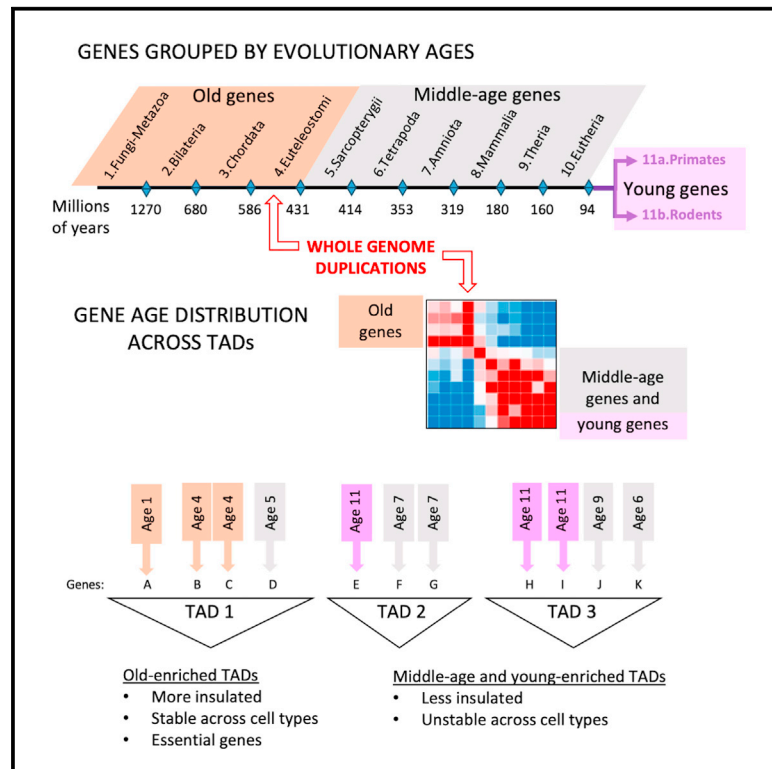 GENES GROUPED BY EVOLUTIONARY AGES
Old genes
Middle-age genes
1.Fungi-Metazoa
2.Bilateria
3.Chordata
4.Euteleostomi
5.Sarcopterygii
6.Tetrapoda
7.Amniota
8.Mammalia
9.Theria
10.Eutheria
11a.Primates
Young genes
11b.Rodents
Millions
of years
1270
680
586
431
414
353
319
180
160
94
WHOLE GENOME
DUPLICATIONS
GENE AGE DISTRIBUTION
ACROSS TADs
Old
genes
Middle-age
genes and
young genes
Age 1
Age 4
Age 4
Age 5
Age 11
Age 7
Age 7
Age 11
Age 11
Age 9
Age 6
Genes: A B C D E F G H I J K
TAD 1
TAD 2
TAD 3
Old-enriched TADs
• More insulated
• Stable across cell types
• Essential genes
Middle-age and young-enriched TADs
• Less insulated
• Unstable across cell types